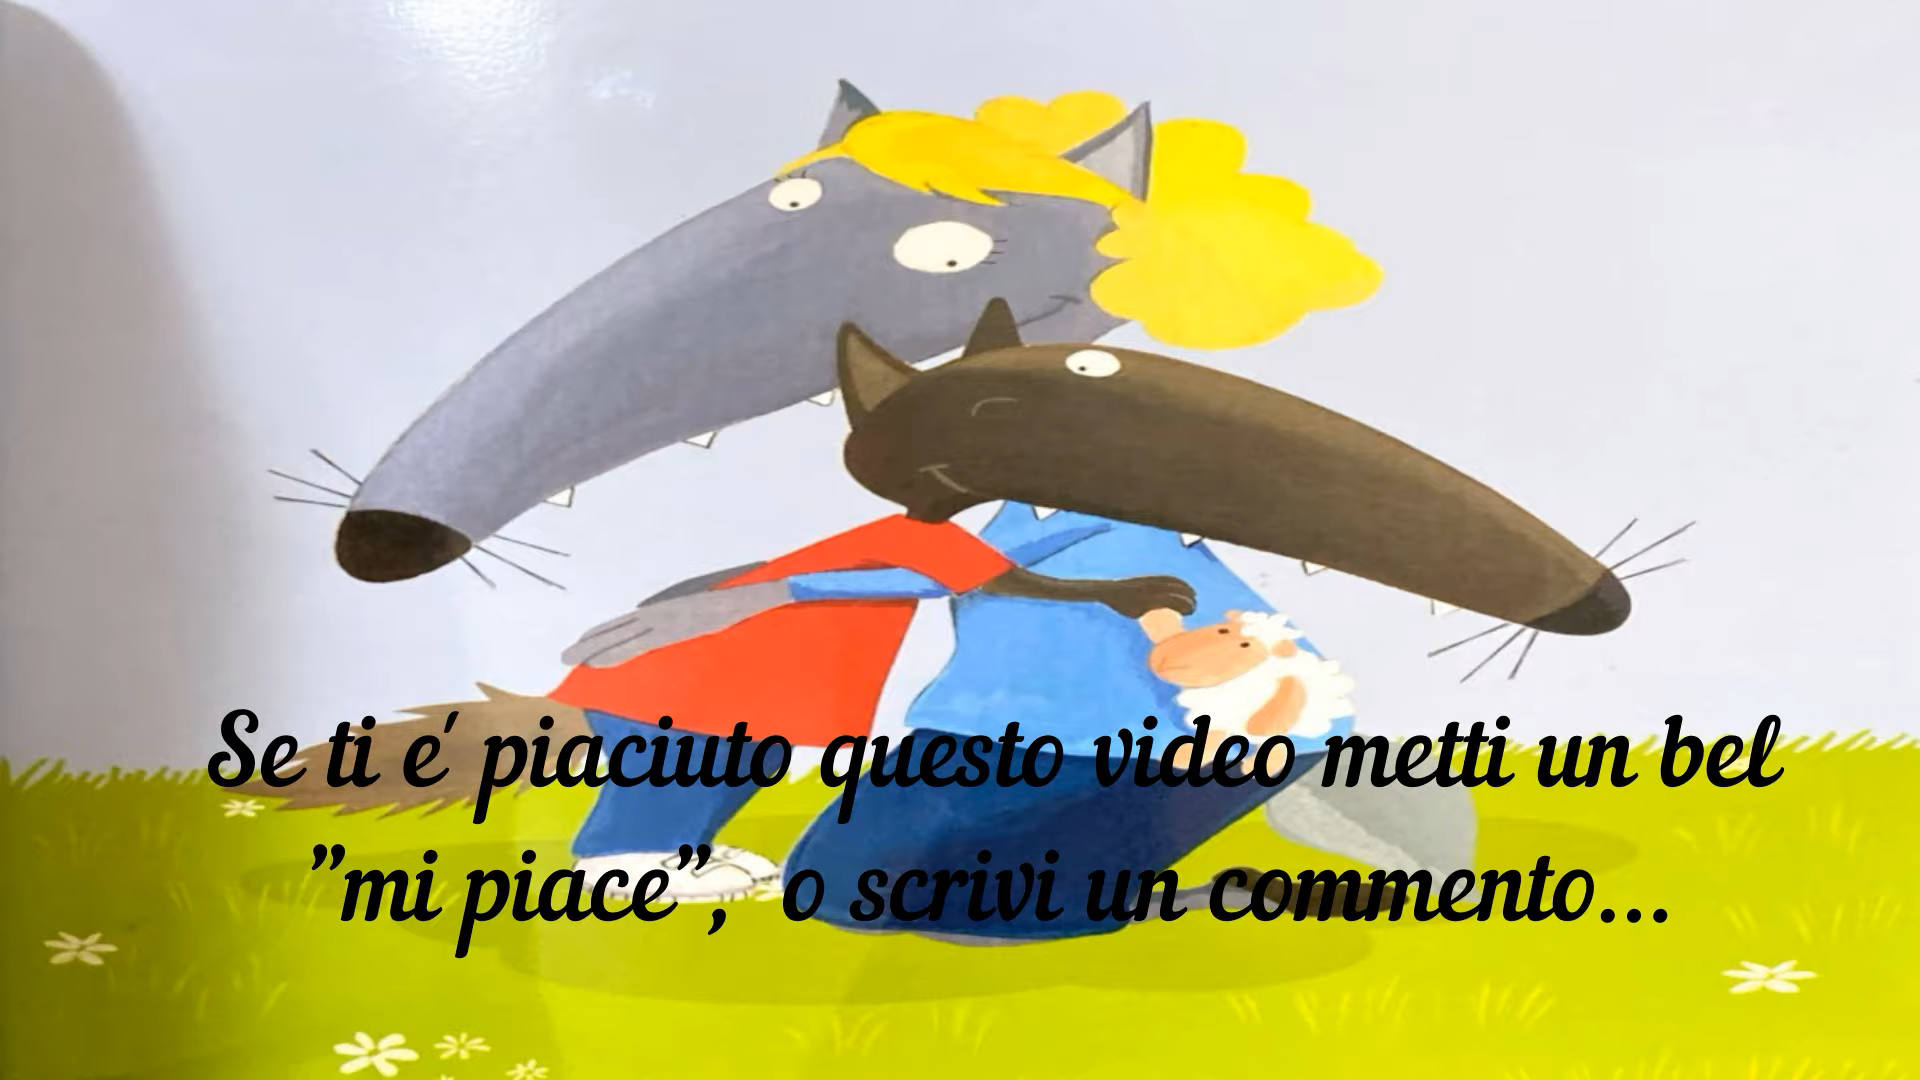 Se ti e' piaciuto questo video metti un bel
"mi piace", o scrivi un commento...